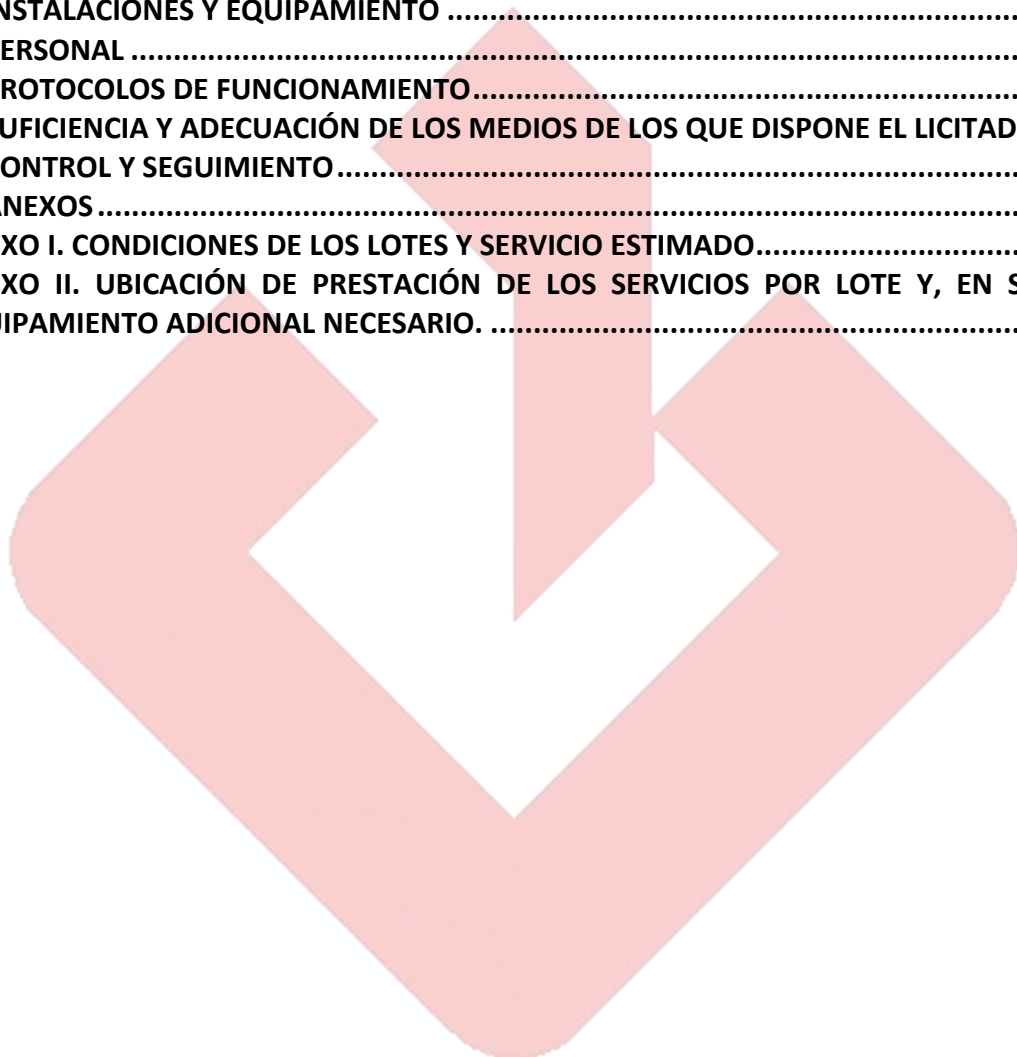 NSTALACIONES Y EQUIPAMIENTO ....................................................................
ERSONAL ....................................................................................................
ROTOCOLOS DE FUNCIONAMIENTO................................................................
UFICIENCIA Y ADECUACIÓN DE LOS MEDIOS DE LOS QUE DISPONE EL LICITAD
ONTROL Y SEGUIMIENTO..............................................................................
NEXOS.........................................................................................................
XO I. CONDICIONES DE LOS LOTES Y SERVICIO ESTIMADO..............................
XO II. UBICACIÓN DE PRESTACIÓN DE LOS SERVICIOS POR LOTE Y, EN S
UIPAMIENTO ADICIONAL NECESARIO. ............................................................